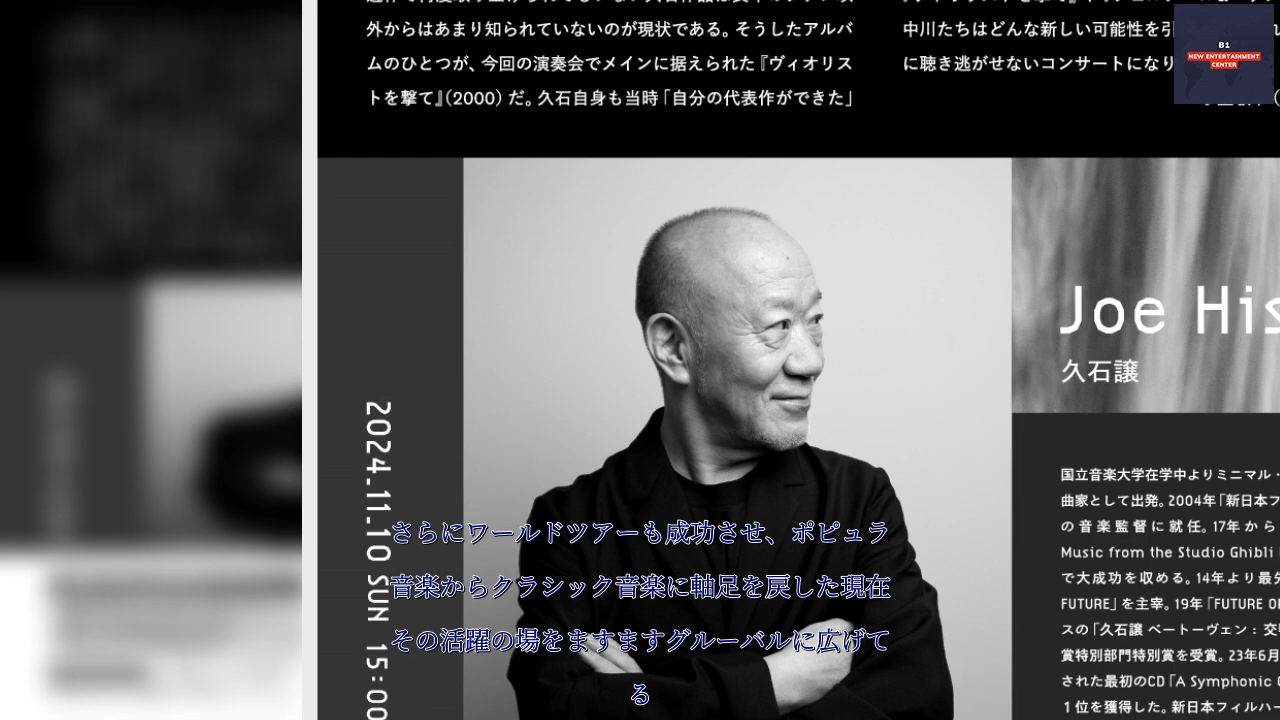 外からはあまり知られていないのが現状である。そうしたアルバ
ムのひとつが、今回の演奏会でメインに据えられた『ヴィオリス
トを撃て』(2000) だ。久石自身も当時「自分の代表作ができた」
中川たちはどんな新しい可能性を引
に聴き逃がせないコンサートになり
B1
NEW ENTERTAINMENT
CENTER
2024.11.10 SUN 15:00
Joe His
久石譲
国立音楽大学在学中よりミニマル・
曲家として出発。2004年「新日本フ
の音楽監督に就任。17年から
Music from the Studio Ghibli
で大成功を収める。14年より最先
FUTURE」を主宰。19年「FUTURE OR
スの「久石譲 ベートーヴェン：交響
賞特別部門特別賞を受賞。23年6月
された最初のCD「A Symphonic C
1位を獲得した。新日本フィルハー
さらにワールドツアーも成功させ、ポピュラ
音楽からクラシック音楽に軸足を戻した現在
その活躍の場をますますグルーバルに広げて
る